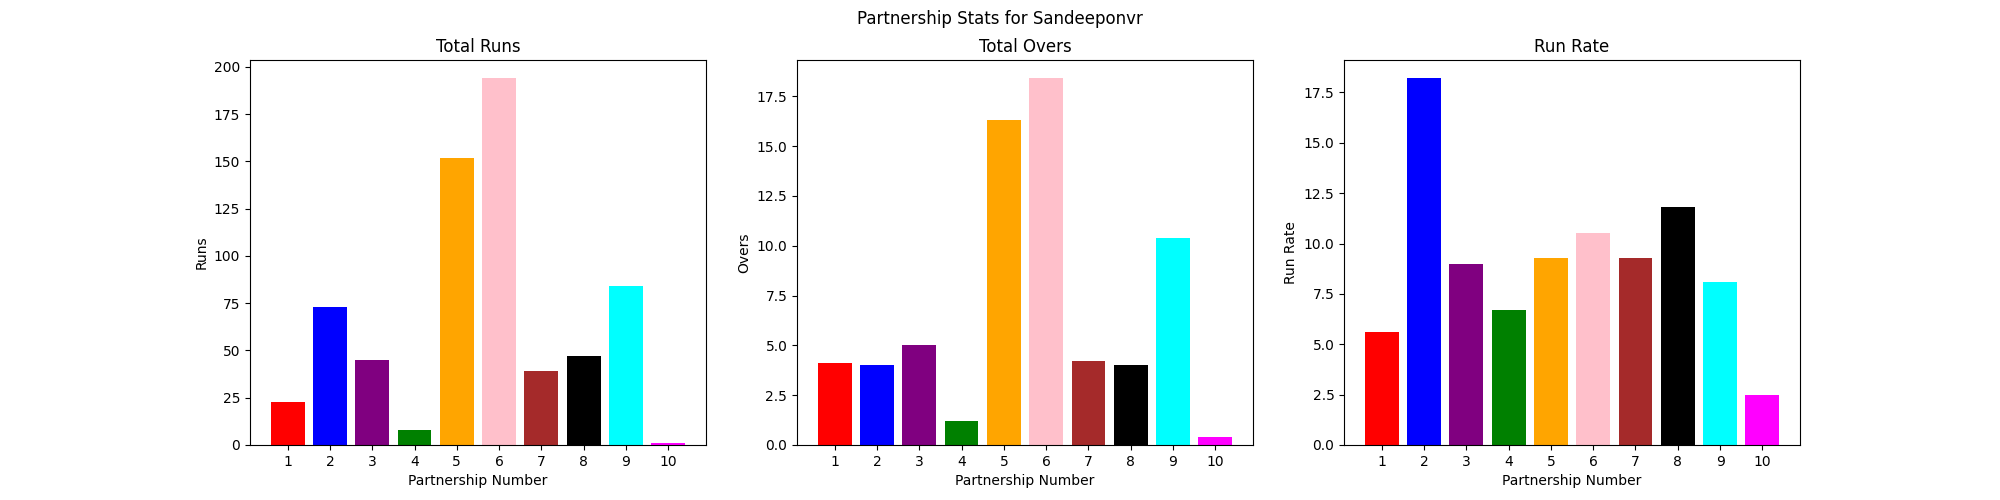 Partnership Stats for Sandeeponvr
Total Runs
200
175
150
125
100
75
50
25
0
Runs
1 2 3 4 5 6 7 8 9 10
Partnership Number
Total Overs
17.5
15.0
12.5
10.0
7.5
5.0
2.5
0.0
Overs
1 2 3 4 5 6 7 8 9 10
Partnership Number
Run Rate
17.5
15.0
12.5
10.0
7.5
5.0
2.5
0.0
Run Rate
1 2 3 4 5 6 7 8 9 10
Partnership Number